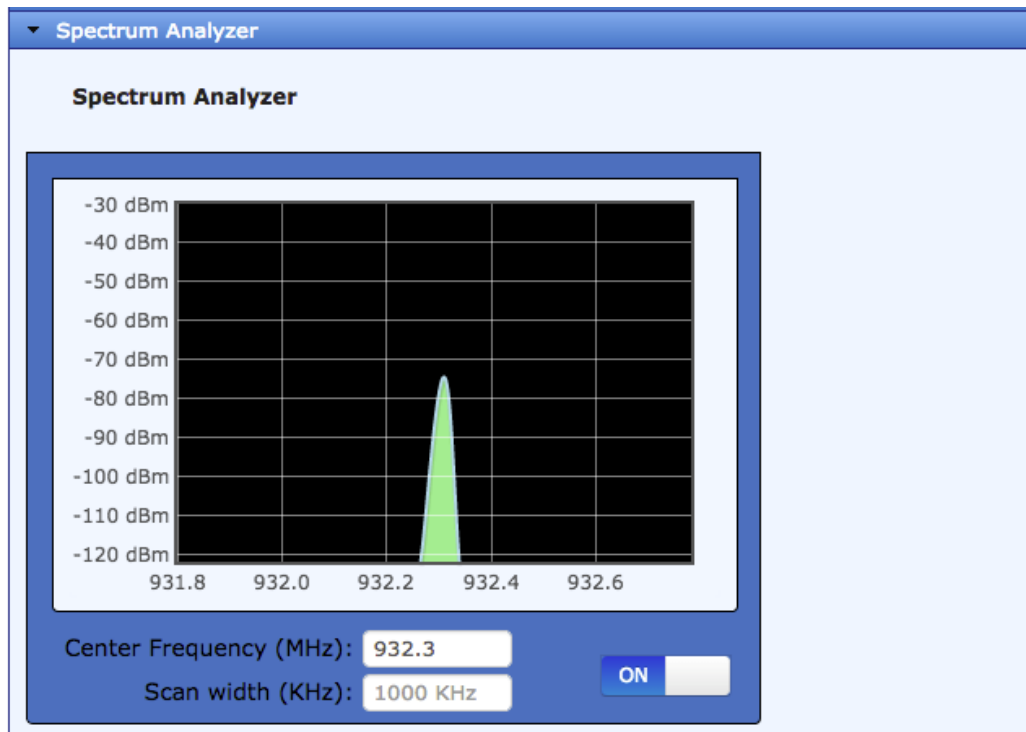 Spectrum Analyzer
Spectrum Analyzer
-30 dBm
-40 dBm
-50 dBm
-60 dBm
-70 dBm
-80 dBm
-90 dBm
-100 dBm
-110 dBm
-120 dBm
931.8 932.0 932.2 932.4 932.6
Center Frequency (MHz): 932.3
Scan width (KHz): 1000 KHz
ON